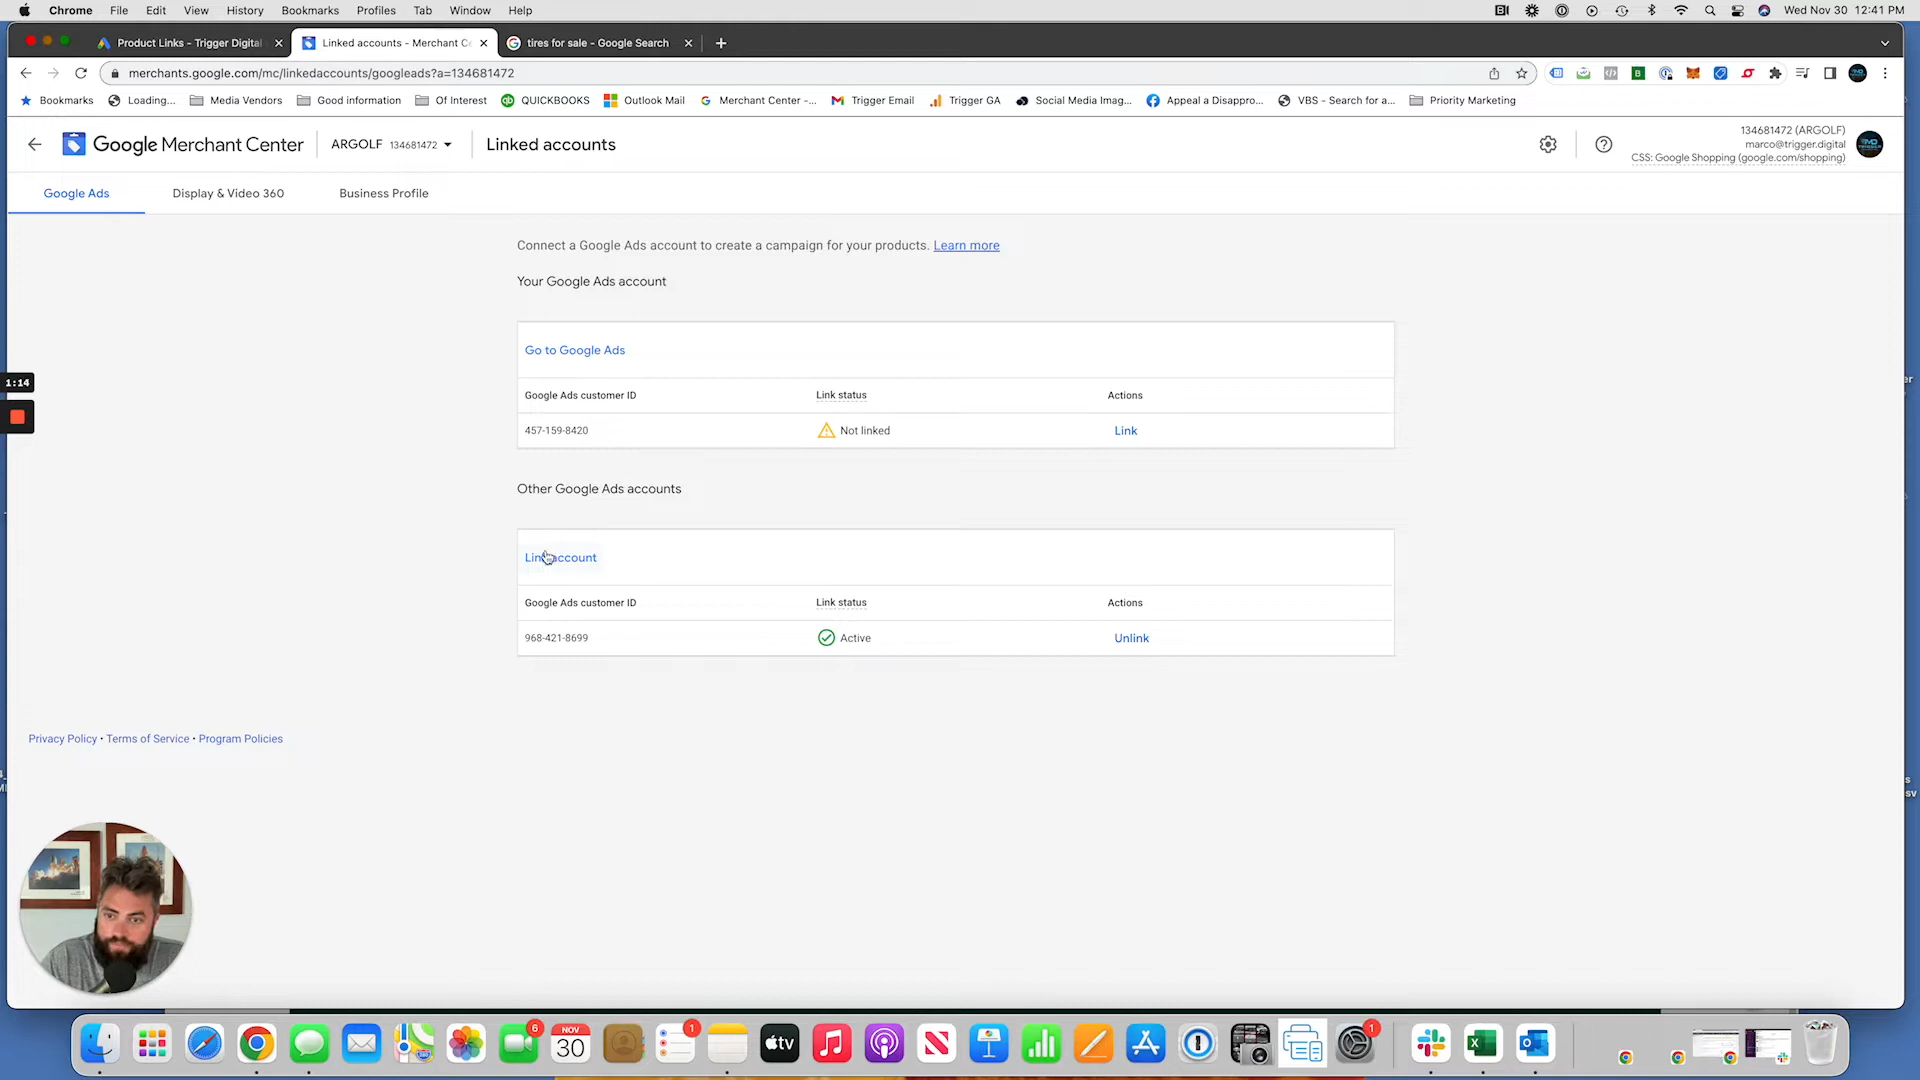 Chrome File Edit View History Bookmarks Profiles Tab Window Help Wed Nov 30 12:41 PM
Product Links - Trigger Digital Linked accounts - Merchant Ce tires for sale - Google Search
merchants.google.com/mc/linkedaccounts/googleads?a=134681472
Bookmarks Loading... Media Vendors Good information Of Interest QUICKBOOKS Outlook Mail Merchant Center -... Trigger Email Trigger GA Social Media Imag... Appeal a Disappro... VBS - Search for a... Priority Marketing
Google Merchant Center ARGOLF 134681472 Linked accounts
134681472 (ARGOLF)
marco@trigger.digital
CSS: Google Shopping (google.com/shopping)
Google Ads Display & Video 360 Business Profile
Connect a Google Ads account to create a campaign for your products. Learn more
Your Google Ads account
Go to Google Ads
1:14
Google Ads customer ID Link status Actions
457-159-8420 Not linked Link
Other Google Ads accounts
Link account
Google Ads customer ID Link status Actions
968-421-8699 Active Unlink
Privacy Policy • Terms of Service • Program Policies
6 NOV 30 1 tv 1